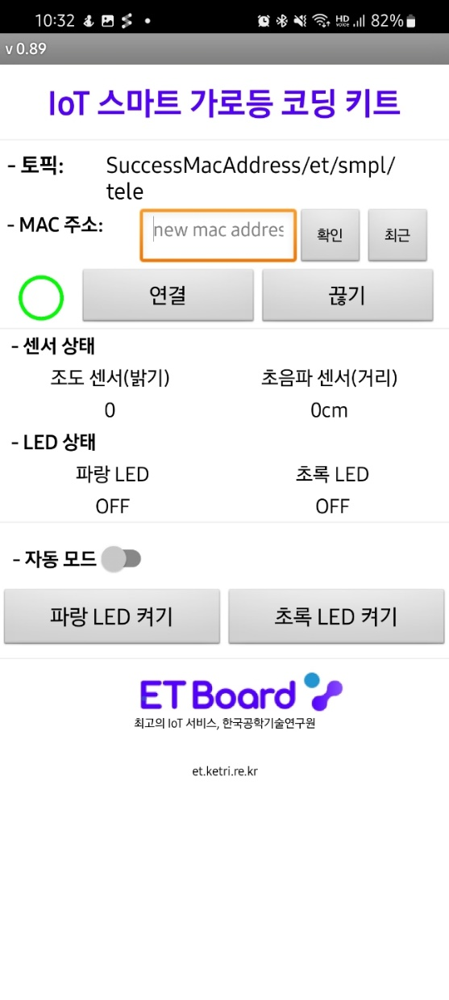 10:32
HD
VOICE
82%
v 0.89
IoT 스마트 가로등 코딩 키트
- 토픽: SuccessMacAddress/et/smpl/
tele
- MAC 주소: new mac addres 확인 최근
연결 끊기
- 센서 상태
조도 센서(밝기) 초음파 센서(거리)
0 0cm
- LED 상태
파랑 LED 초록 LED
OFF OFF
- 자동 모드
파랑 LED 켜기 초록 LED 켜기
ET Board
최고의 IoT 서비스, 한국공학기술연구원
et.ketri.re.kr